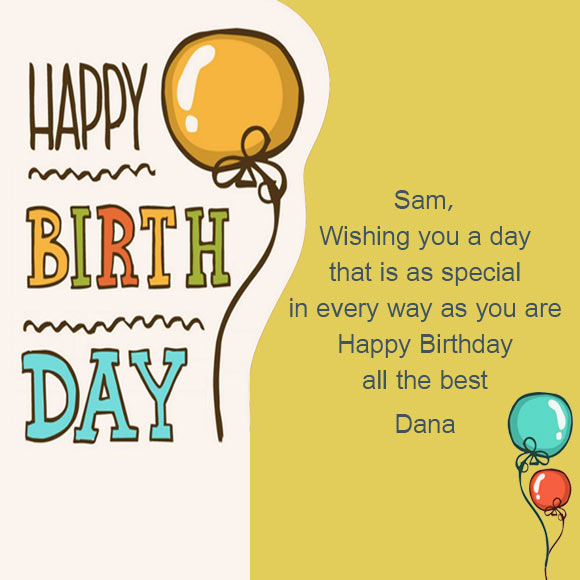 HAPPY
BIRTH
DAY
Sam,
Wishing you a day
that is as special
in every way as you are
Happy Birthday
all the best
Dana